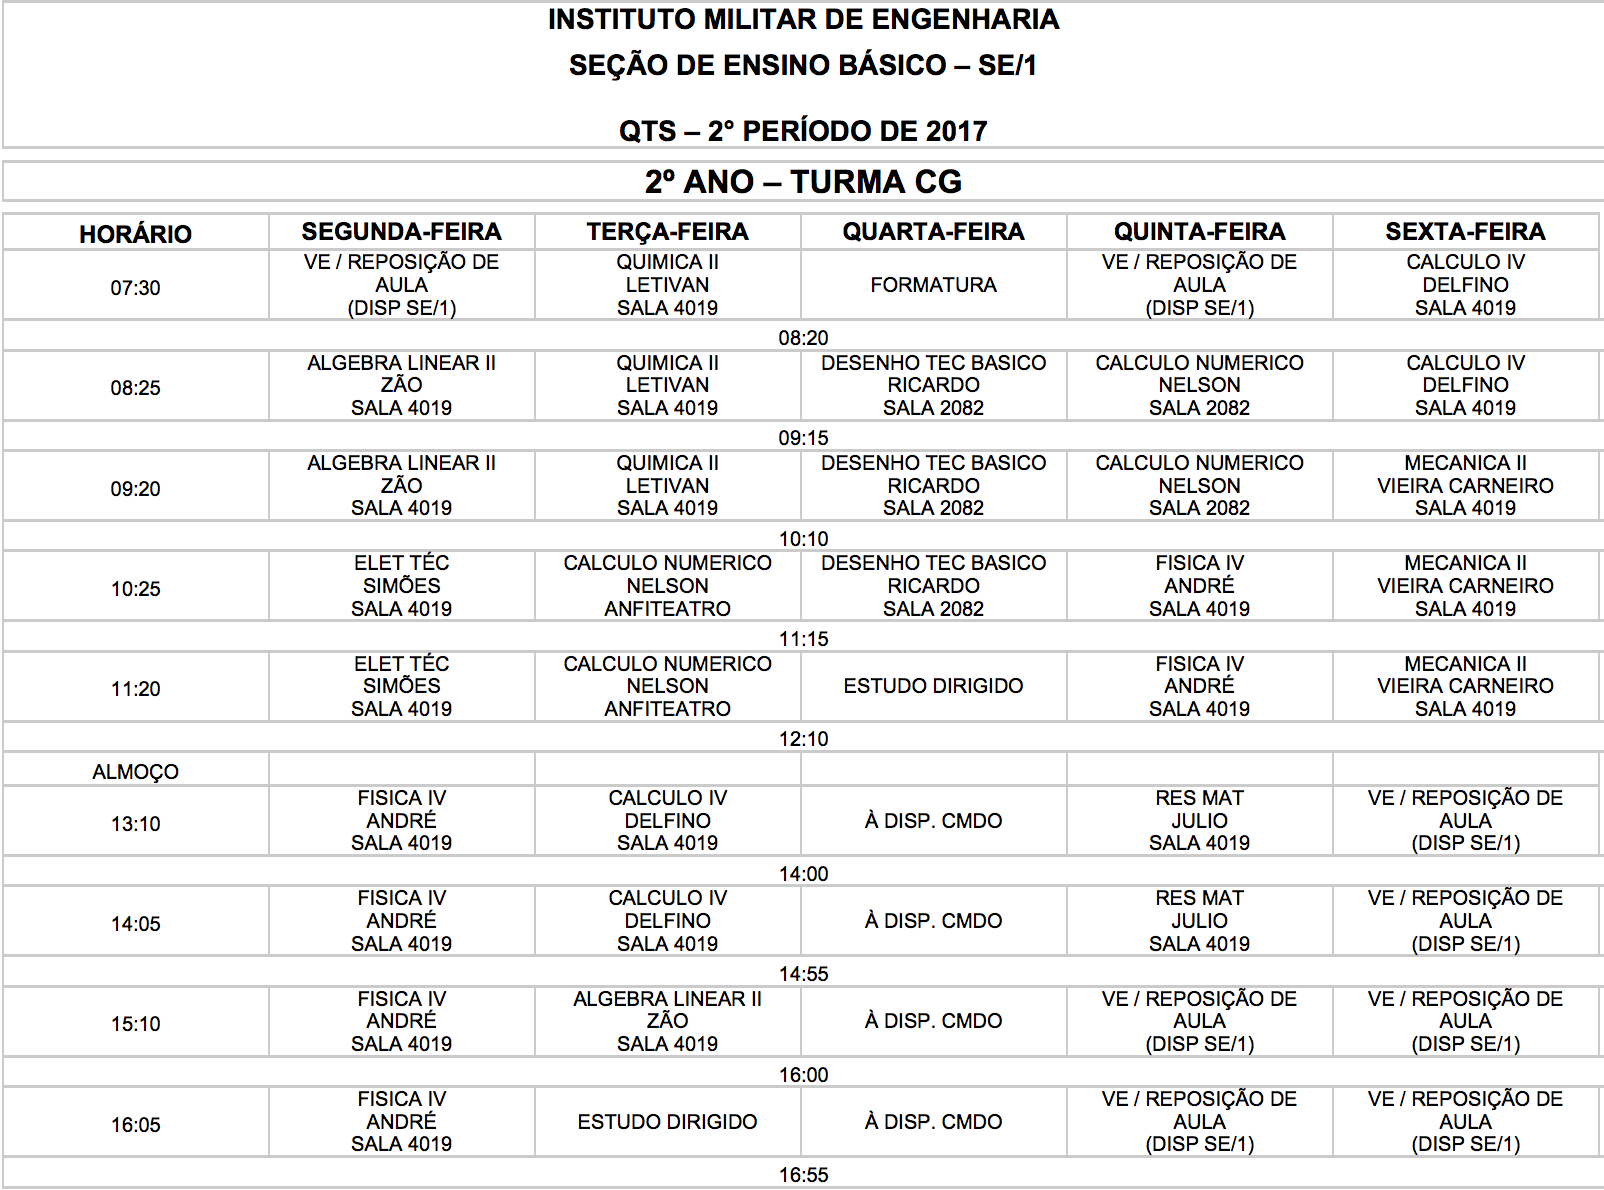 INSTITUTO MILITAR DE ENGENHARIA
SEÇÃO DE ENSINO BÁSICO – SE/1
QTS – 2° PERÍODO DE 2017
2º ANO – TURMA CG
HORÁRIO SEGUNDA-FEIRA TERÇA-FEIRA QUARTA-FEIRA QUINTA-FEIRA SEXTA-FEIRA
VE / REPOSIÇÃO DE QUIMICA II VE / REPOSIÇÃO DE CALCULO IV
07:30 AULA LETIVAN FORMATURA AULA DELFINO
(DISP SE/1) SALA 4019 (DISP SE/1) SALA 4019
08:20
ALGEBRA LINEAR II QUIMICA II DESENHO TEC BASICO CALCULO NUMERICO CALCULO IV
08:25 ZÃO LETIVAN RICARDO NELSON DELFINO
SALA 4019 SALA 4019 SALA 2082 SALA 2082 SALA 4019
09:15
ALGEBRA LINEAR II QUIMICA II DESENHO TEC BASICO CALCULO NUMERICO MECANICA II
09:20 ZÃO LETIVAN RICARDO NELSON VIEIRA CARNEIRO
SALA 4019 SALA 4019 SALA 2082 SALA 2082 SALA 4019
10:10
ELET TÉC CALCULO NUMERICO DESENHO TEC BASICO FISICA IV MECANICA II
10:25 SIMÕES NELSON RICARDO ANDRÉ VIEIRA CARNEIRO
SALA 4019 ANFITEATRO SALA 2082 SALA 4019 SALA 4019
11:15
ELET TÉC CALCULO NUMERICO FISICA IV MECANICA II
11:20 SIMÕES NELSON ESTUDO DIRIGIDO ANDRÉ VIEIRA CARNEIRO
SALA 4019 ANFITEATRO SALA 4019 SALA 4019
12:10
ALMOÇO
FISICA IV CALCULO IV RES MAT VE / REPOSIÇÃO DE
13:10 ANDRÉ DELFINO À DISP. CMDO JULIO AULA
SALA 4019 SALA 4019 SALA 4019 (DISP SE/1)
14:00
FISICA IV CALCULO IV RES MAT VE / REPOSIÇÃO DE
14:05 ANDRÉ DELFINO À DISP. CMDO JULIO AULA
SALA 4019 SALA 4019 SALA 4019 (DISP SE/1)
14:55
FISICA IV ALGEBRA LINEAR II VE / REPOSIÇÃO DE VE / REPOSIÇÃO DE
15:10 ANDRÉ ZÃO À DISP. CMDO AULA AULA
SALA 4019 SALA 4019 (DISP SE/1) (DISP SE/1)
16:00
FISICA IV VE / REPOSIÇÃO DE VE / REPOSIÇÃO DE
16:05 ANDRÉ ESTUDO DIRIGIDO À DISP. CMDO AULA AULA
SALA 4019 (DISP SE/1) (DISP SE/1)
16:55